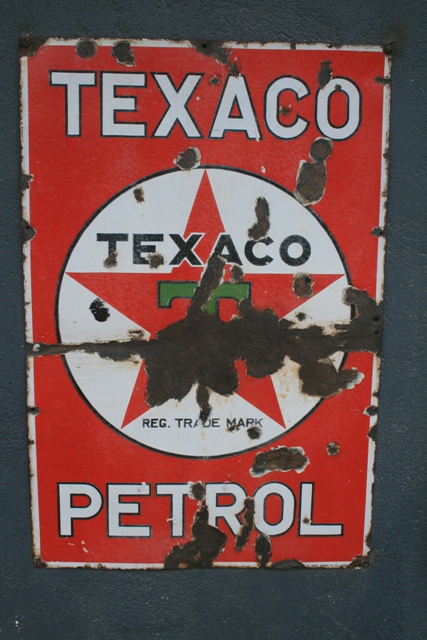 TEXACO
TEXACO
T
REG. TRADE MARK
PETROL